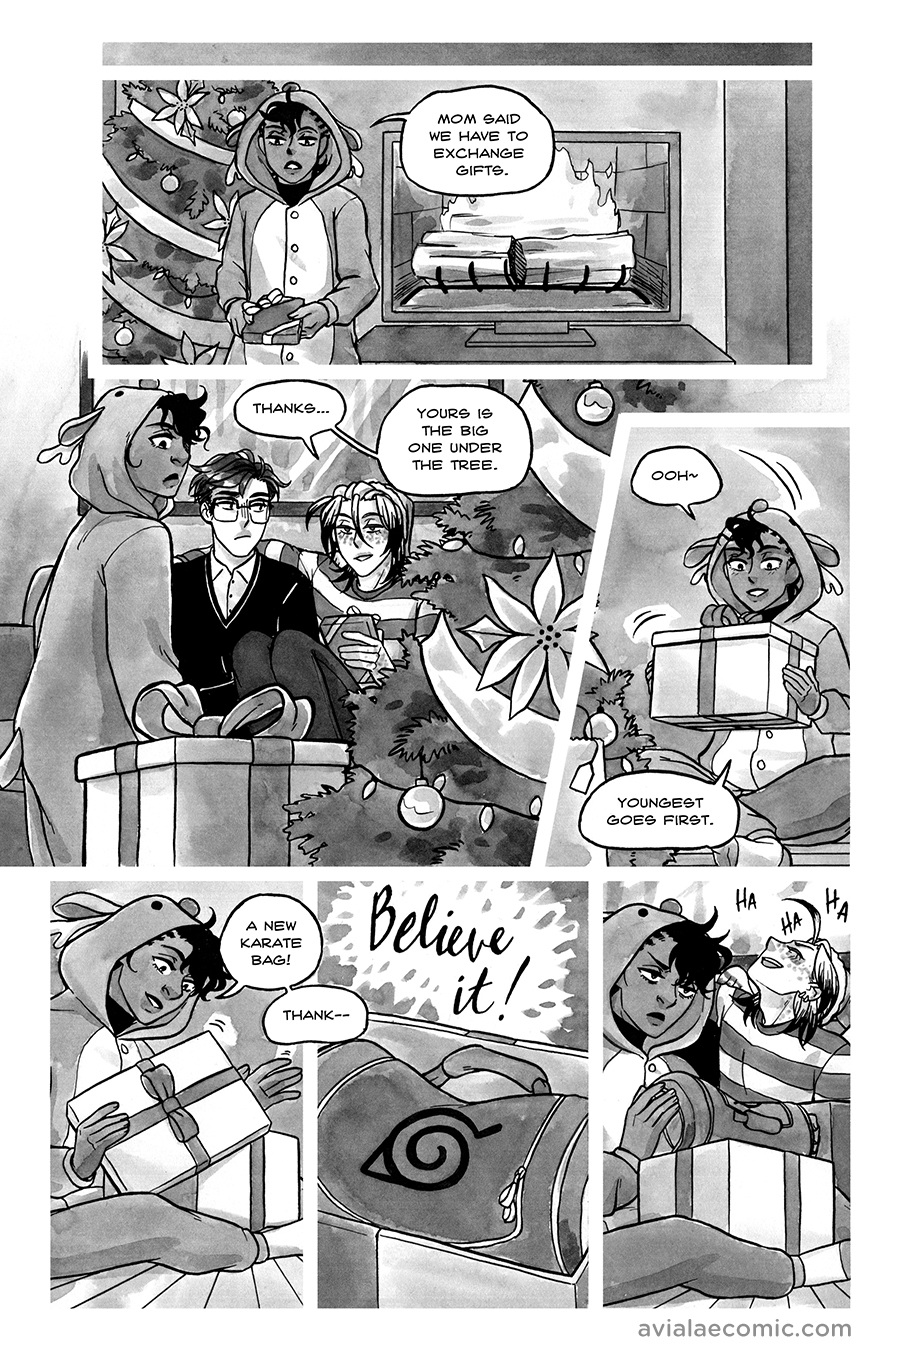 MOM SAID
WE HAVE TO
EXCHANGE
GIFTS.
THANKS...
YOURS IS
THE BIG
ONE UNDER
THE TREE.
OOH~
YOUNGEST
GOES FIRST.
A NEW
KARATE
BAG!
THANK--
Believe
it!
HA
HA
HA
avialaecomic.com